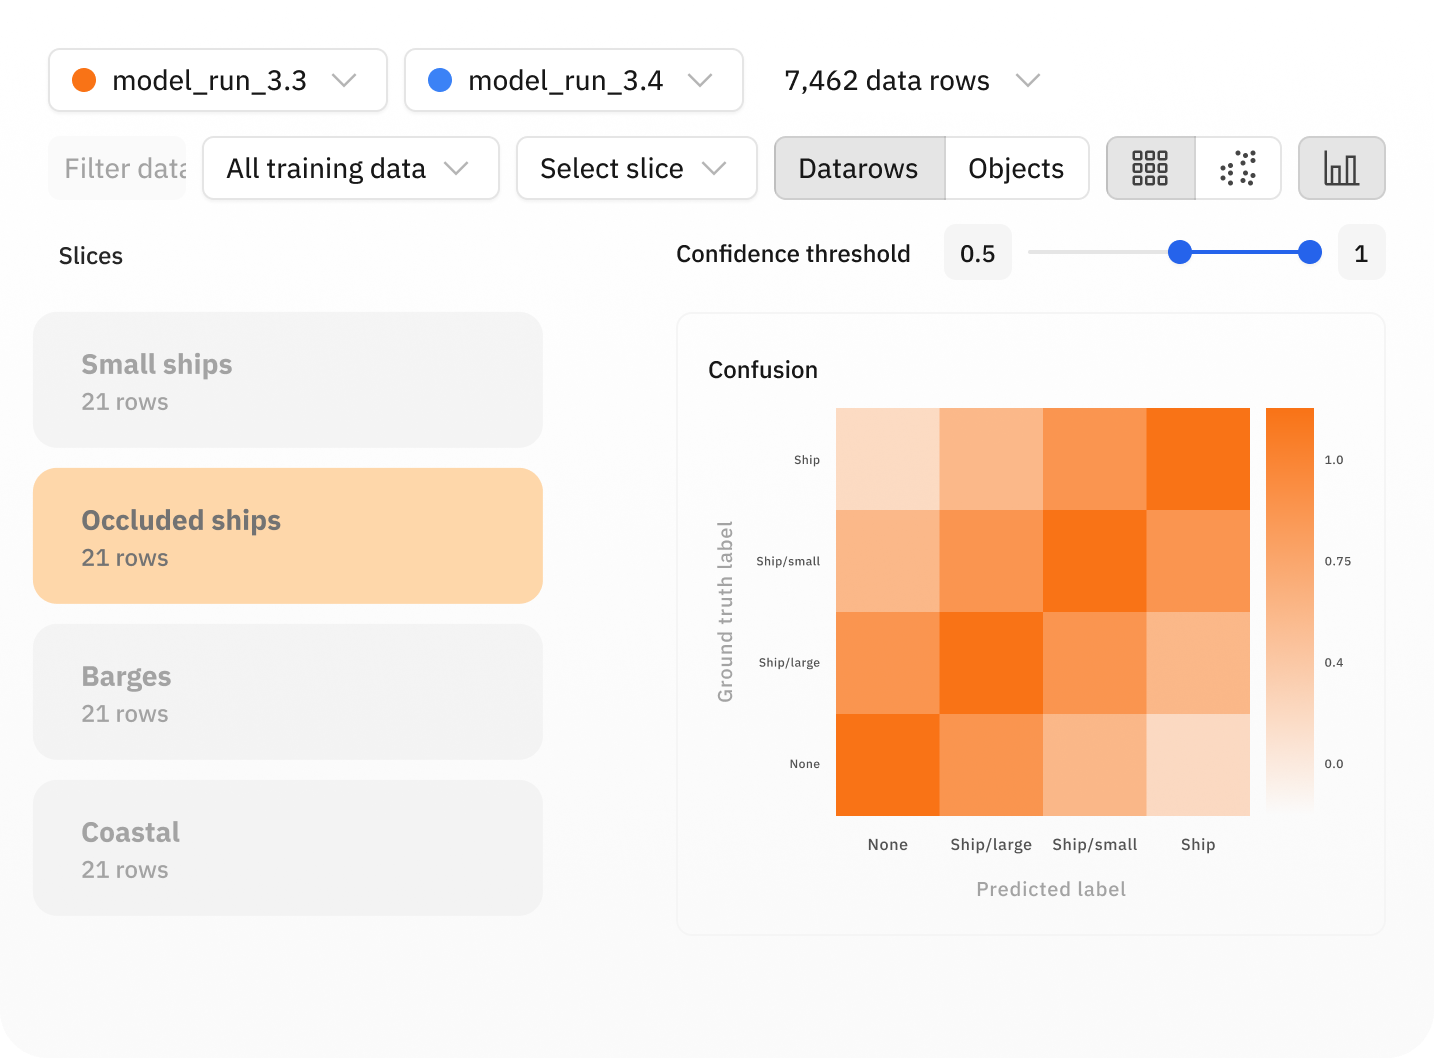 model_run_3.3
model_run_3.4
7,462 data rows
Filter data
All training data
Select slice
Datarows
Objects
Slices
Confidence threshold
0.5
1
Small ships
21 rows
Occluded ships
21 rows
Barges
21 rows
Coastal
21 rows
Confusion
Ground truth label
Ship
Ship/small
Ship/large
None
1.0
0.75
0.4
0.0
None
Ship/large
Ship/small
Ship
Predicted label